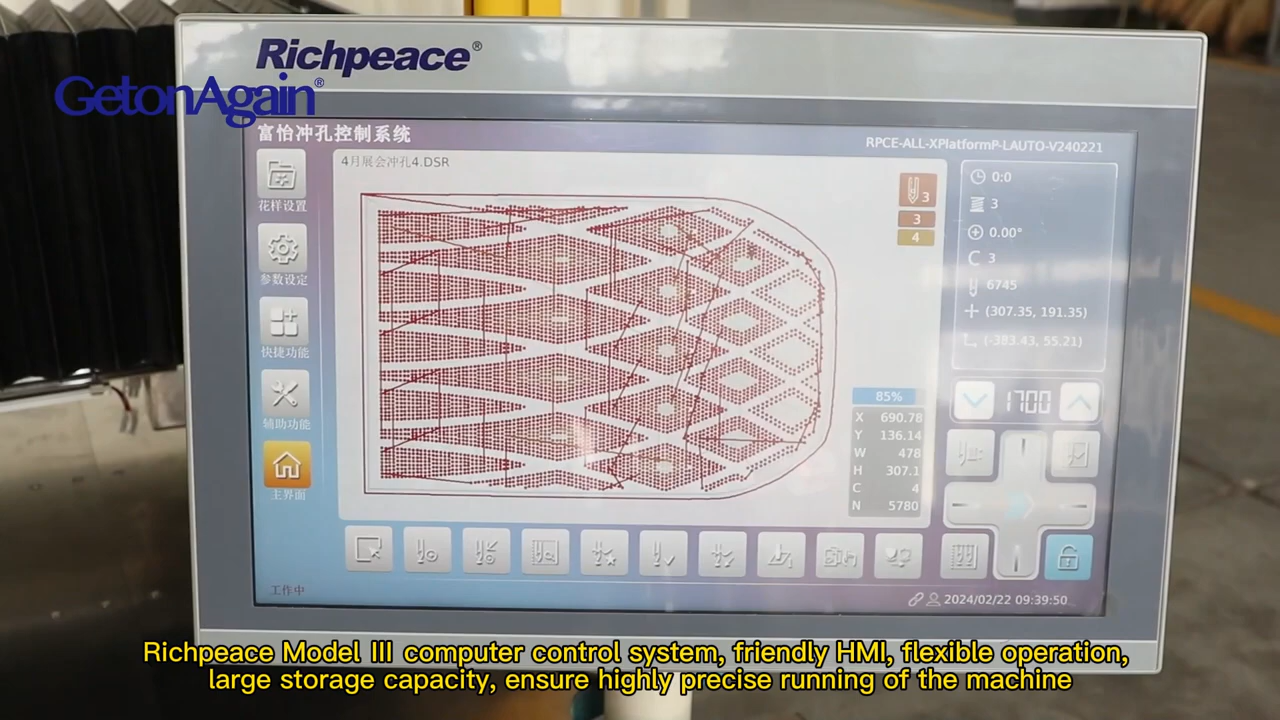 Richpeace®
GetonAgain®
富怡冲孔控制系统
RPCE-ALL-XPlatformP-LAUTO-V240221
4月展会冲孔4.DSR
花样设置
参数设定
快捷功能
辅助功能
主界面
3
3
4
0:0
3
0.00°
3
6745
(307.35, 191.35)
(-383.43, 55.21)
1700
85%
X 690.78
Y 136.14
W 478
H 307.1
C 4
N 5780
工作中
2024/02/22 09:39:50
Richpeace Model III computer control system, friendly HMI, flexible operation,
large storage capacity, ensure highly precise running of the machine